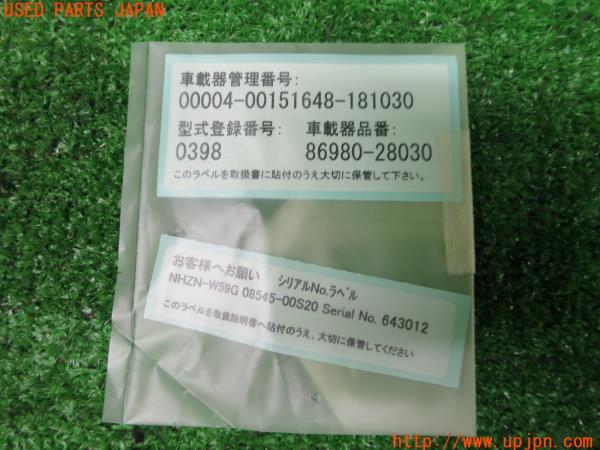 USED PARTS JAPAN
車載器管理番号:
00004-00151648-181030
型式登録番号: 車載器品番:
0398 86980-28030
このラベルを取扱書に貼付のうえ大切に保管して下さい。
お客様へお願い シリアルNo.ラベル
NHZN-W59G 08545-00S20 Serial No. 643012
このラベルを取扱説明書へ貼付のうえ、大切に保管してください
http://www.upjpn.com/